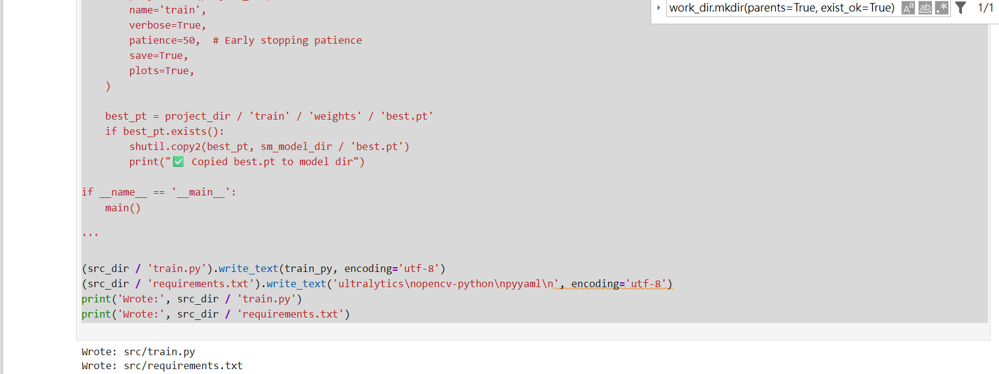 work_dir.mkdir(parents=True, exist_ok=True) Aa ab .* 1/1
name='train',
verbose=True,
patience=50,  # Early stopping patience
save=True,
plots=True,
)
best_pt = project_dir / 'train' / 'weights' / 'best.pt'
if best_pt.exists():
shutil.copy2(best_pt, sm_model_dir / 'best.pt')
print("✅ Copied best.pt to model dir")
if __name__ == '__main__':
main()
'''
(src_dir / 'train.py').write_text(train_py, encoding='utf-8')
(src_dir / 'requirements.txt').write_text('ultralytics\nopencv-python\npyyaml\n', encoding='utf-8')
print('Wrote:', src_dir / 'train.py')
print('Wrote:', src_dir / 'requirements.txt')
Wrote: src/train.py
Wrote: src/requirements.txt